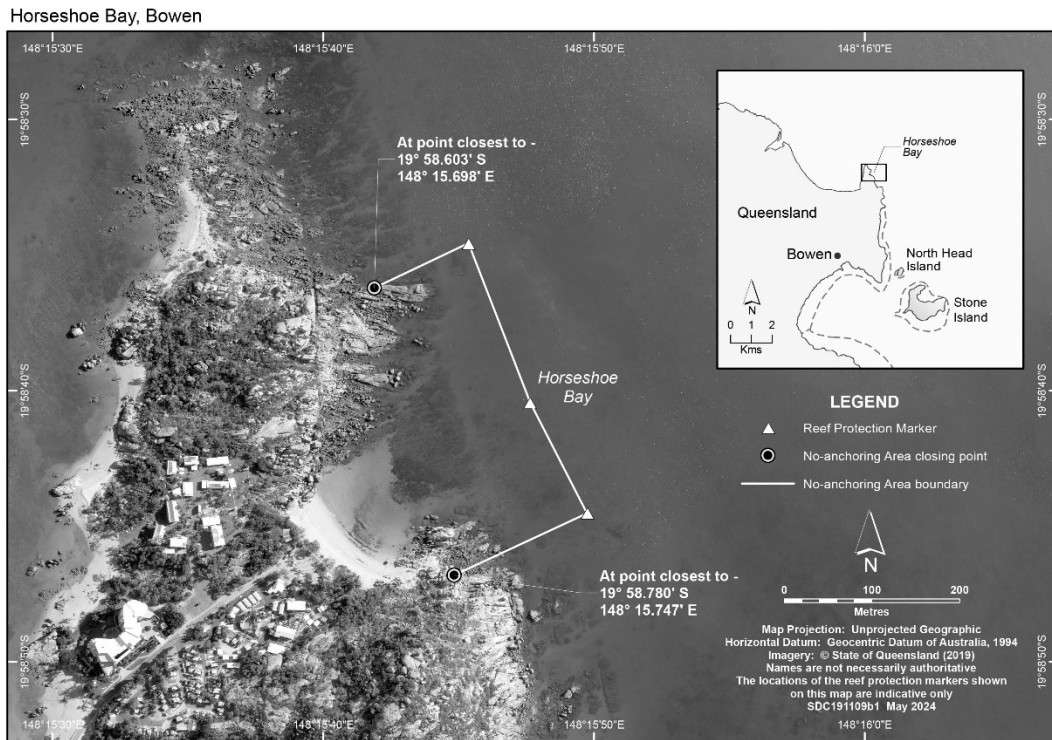 Horseshoe Bay, Bowen
148°15'30"E
148°15'40"E
148°15'50"E
148°16'0"E
19°58'30"S
19°58'30"S
At point closest to -
19° 58.603' S
148° 15.698' E
Horseshoe
Bay
Queensland
Bowen
North Head
Island
Stone
Island
N
0 1 2
Kms
19°58'40"S
Horseshoe
Bay
19°58'40"S
LEGEND
Reef Protection Marker
No-anchoring Area closing point
No-anchoring Area boundary
N
0 100 200
Metres
At point closest to -
19° 58.780' S
148° 15.747' E
Map Projection: Unprojected Geographic
Horizontal Datum: Geocentric Datum of Australia, 1994
Imagery: © State of Queensland (2019)
Names are not necessarily authoritative
The locations of the reef protection markers shown
on this map are indicative only
SDC191109b1 May 2024
19°58'50"S
19°58'50"S
148°15'30"E
148°15'40"E
148°15'50"E
148°16'0"E